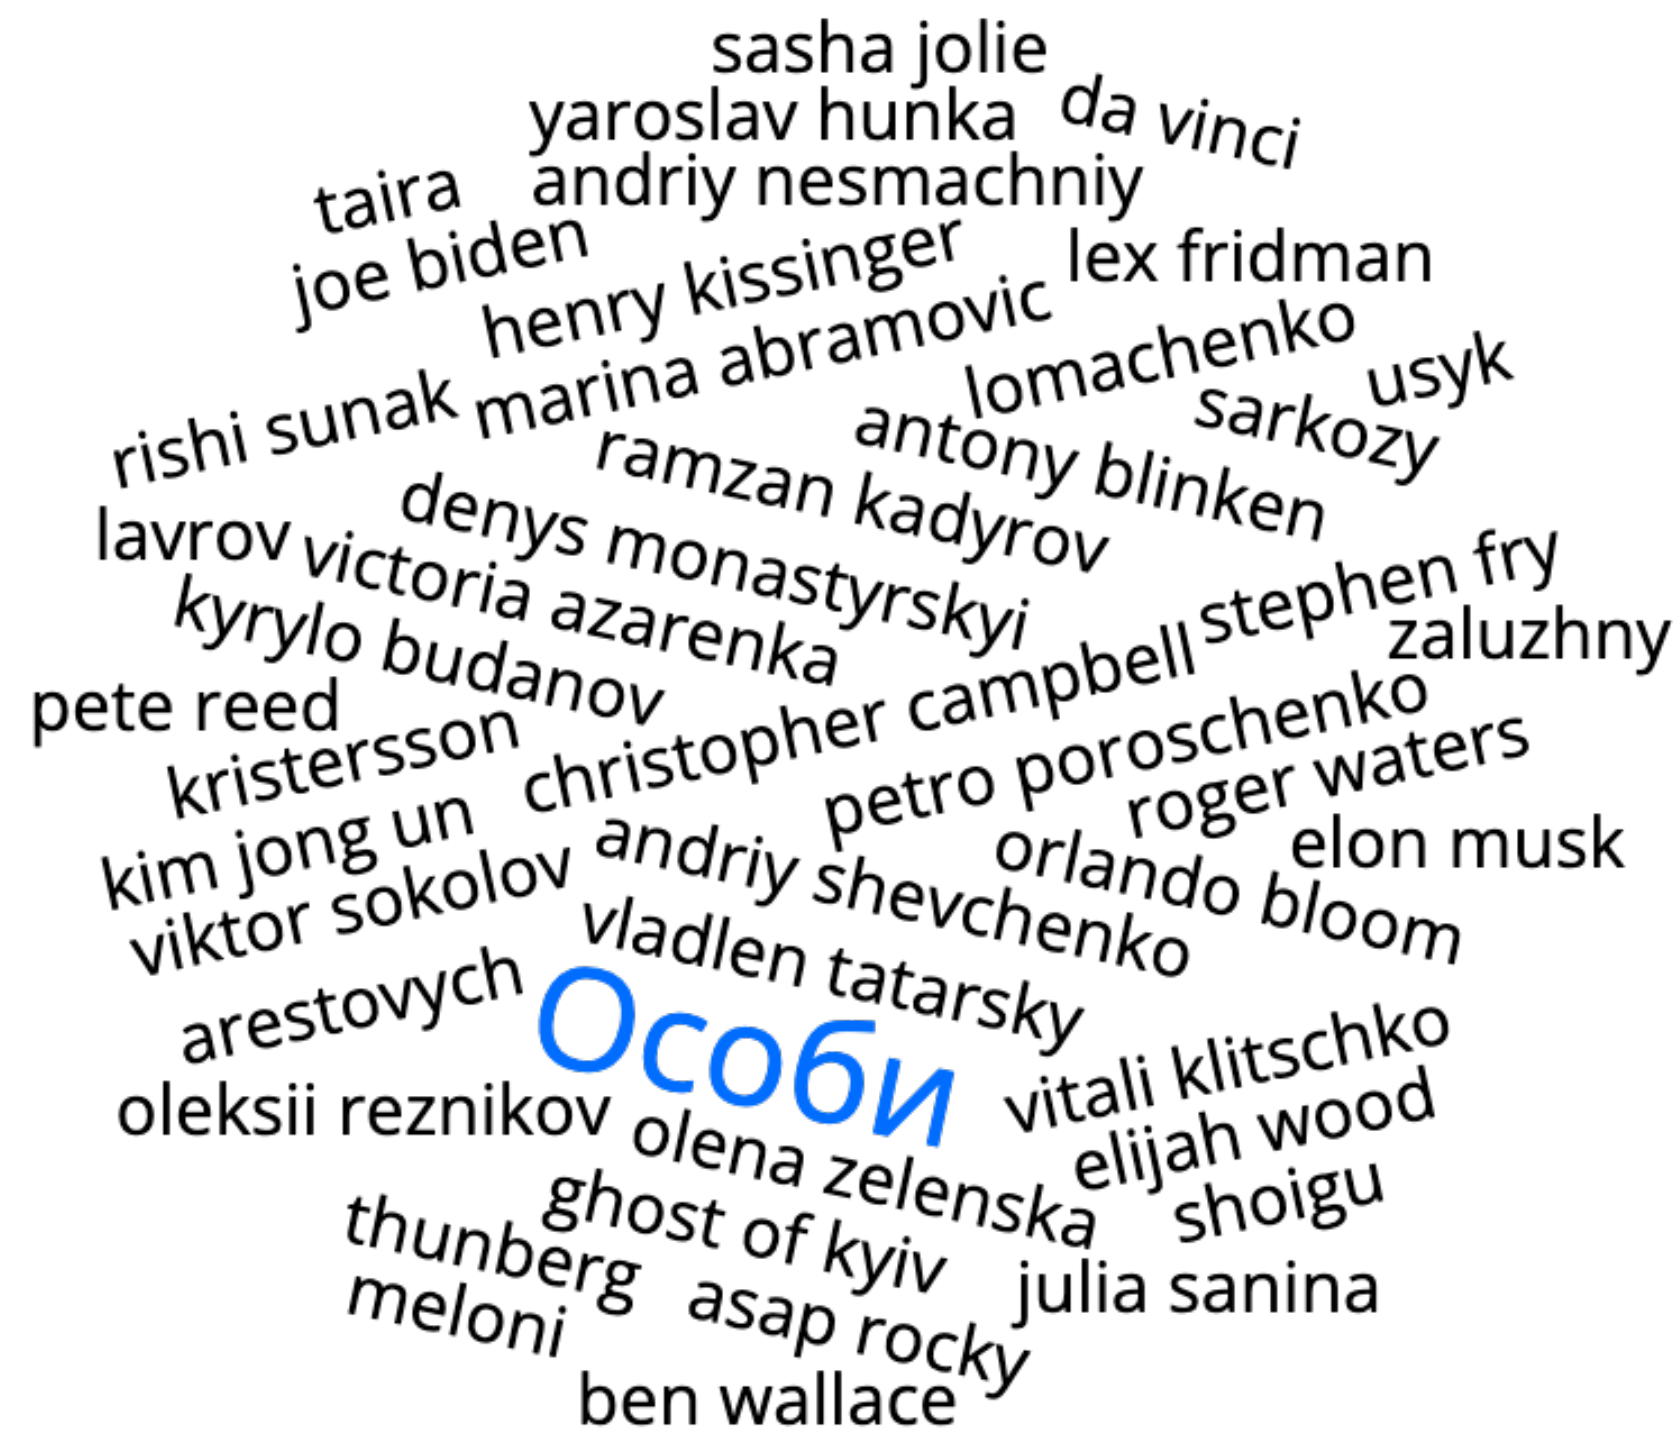 sasha jolie
yaroslav hunka
da vinci
andriy nesmachniy
taira
joe biden
henry kissinger
lex fridman
marina abramovic
lomachenko
usyk
rishi sunak
sarkozy
antony blinken
ramzan kadyrov
denys monastyrskyi
lavrov
victoria azarenka
stephen fry
kyrylo budanov
zaluzhny
christopher campbell
pete reed
kristersson
petro poroschenko
roger waters
kim jong un
elon musk
orlando bloom
andriy shevchenko
viktor sokolov
vladlen tatarsky
arestovych
Особи
vitali klitschko
oleksii reznikov
elijah wood
olena zelenska
shoigu
ghost of kyiv
thunberg
julia sanina
meloni
asap rocky
ben wallace